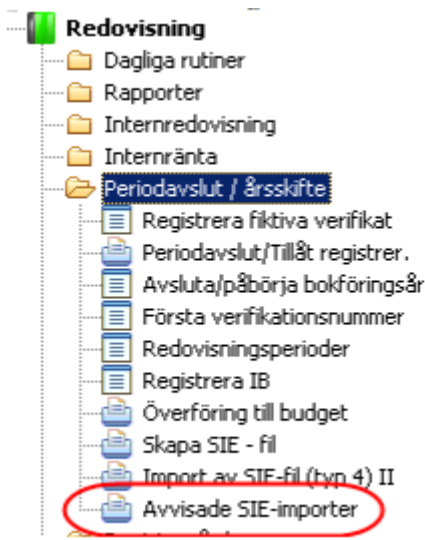 Redovisning
Dagliga rutiner
Rapporter
Internredovisning
Internränta
Periodavslut / årsskifte
Registrera fiktiva verifikat
Periodavslut/Tillåt registrer.
Avsluta/påbörja bokföringsår
Första verifikationsnummer
Redovisningsperioder
Registrera IB
Överföring till budget
Skapa SIE - fil
Import av SIE-fil (typ 4) II
Avvisade SIE-importer